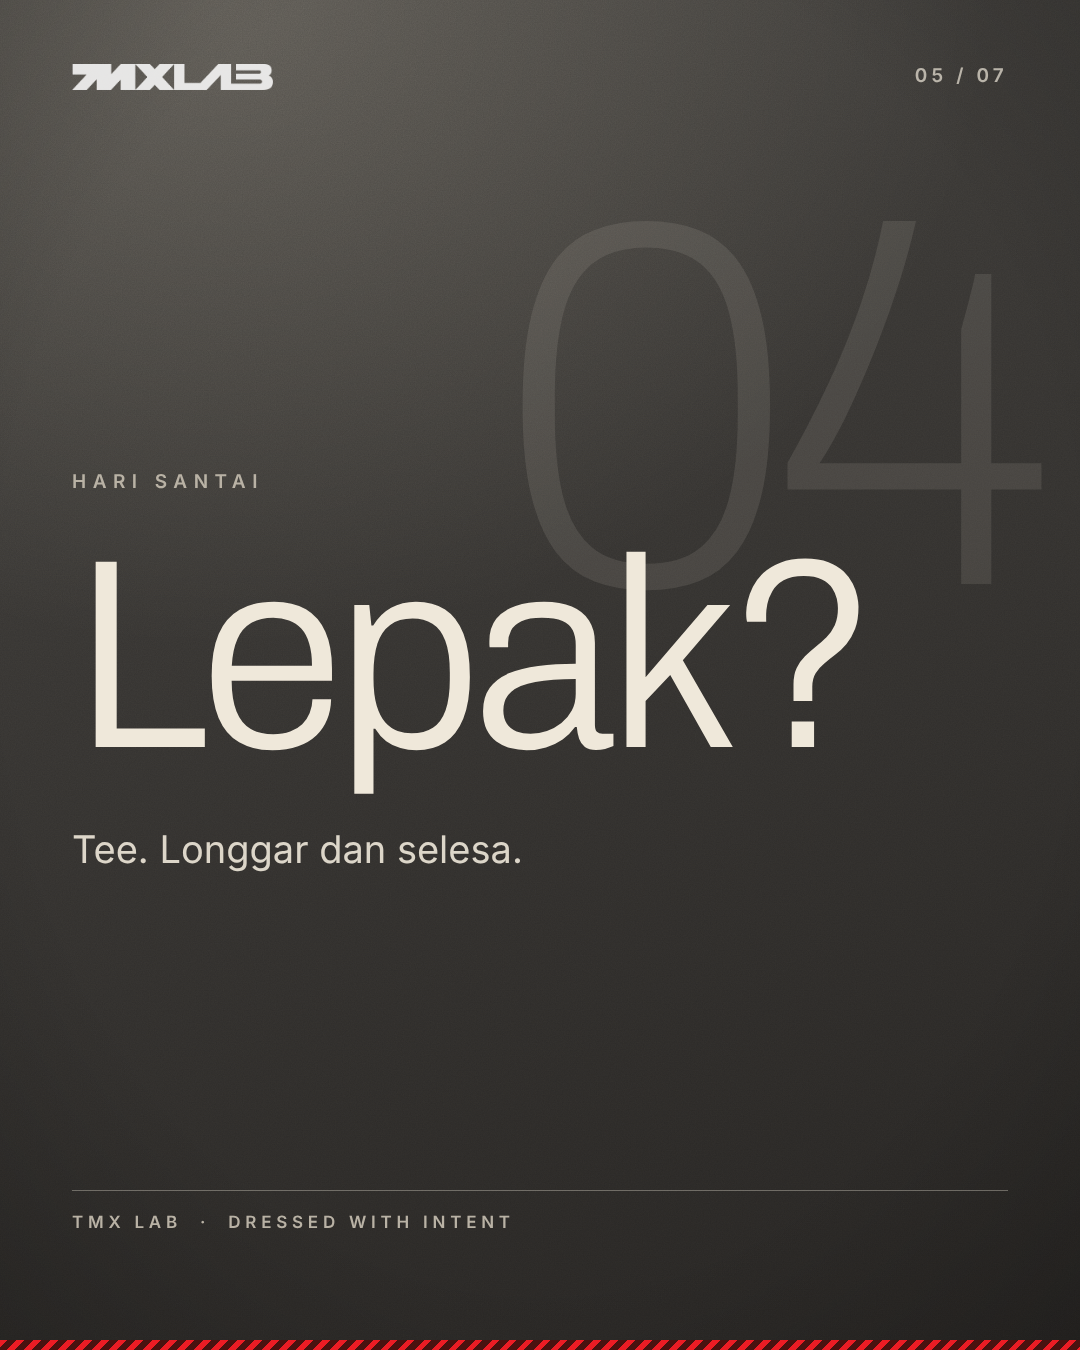 TMXLAB
05 / 07
04
HARI SANTAI
Lepak?
Tee. Longgar dan selesa.
TMX LAB · DRESSED WITH INTENT